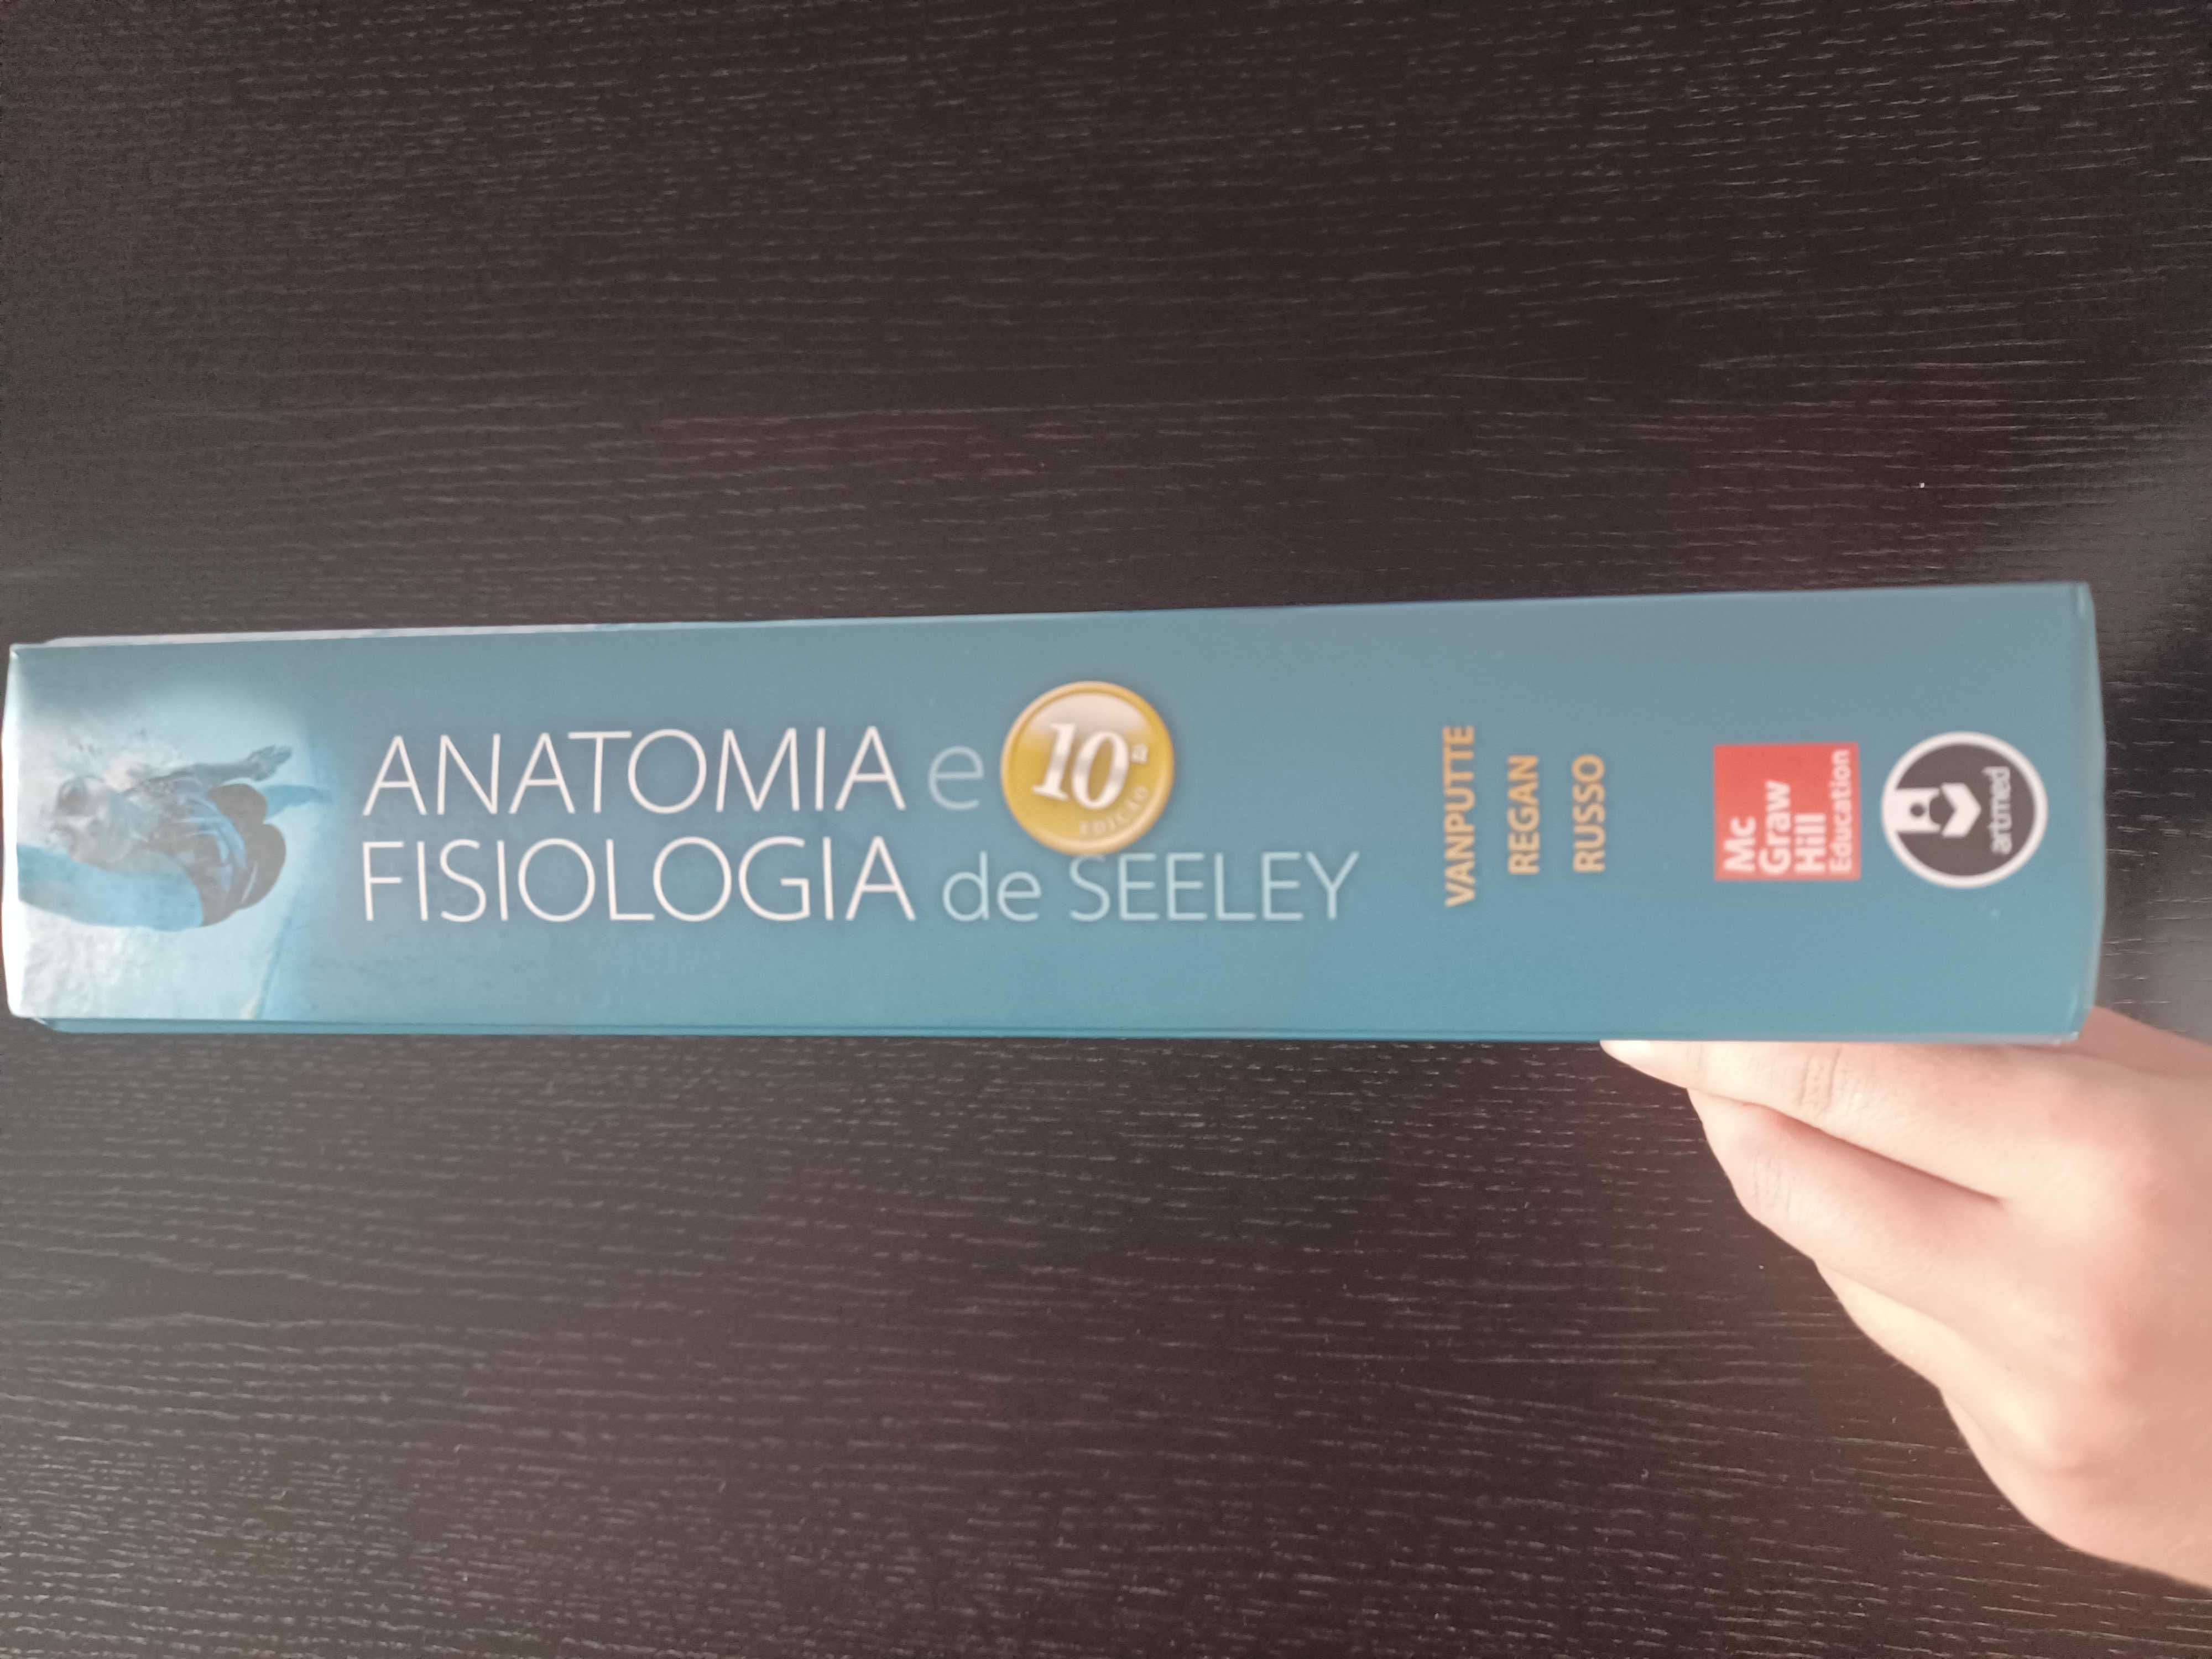 ANATOMIA e
FISIOLOGIA de SEELEY
10ª
EDIÇÃO
VANPUTTE
REGAN
RUSSO
Mc
Graw
Hill
Education
artmed